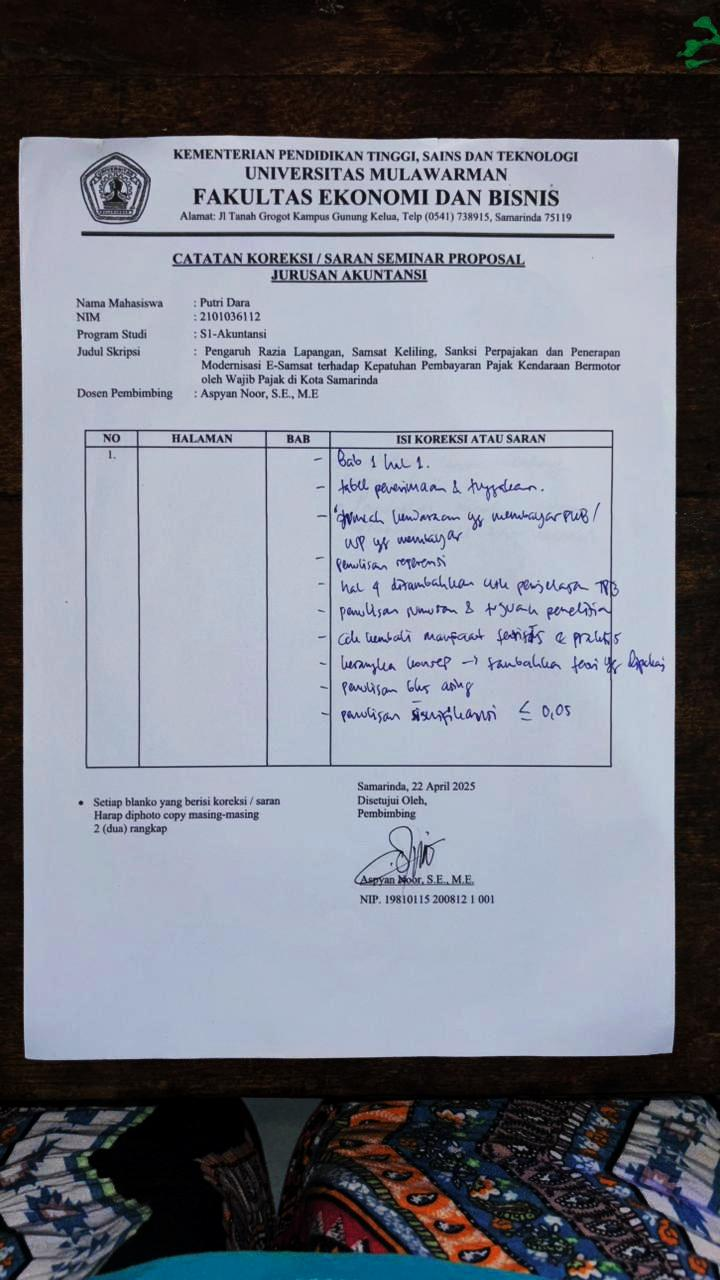 KEMENTERIAN PENDIDIKAN TINGGI, SAINS DAN TEKNOLOGI
UNIVERSITAS MULAWARMAN
FAKULTAS EKONOMI DAN BISNIS
Alamat: Jl Tanah Grogot Kampus Gunung Kelua, Telp (0541) 738915, Samarinda 75119
CATATAN KOREKSI / SARAN SEMINAR PROPOSAL
JURUSAN AKUNTANSI
Nama Mahasiswa : Putri Dara
NIM : 2101036112
Program Studi : S1-Akuntansi
Judul Skripsi : Pengaruh Razia Lapangan, Samsat Keliling, Sanksi Perpajakan dan Penerapan
Modernisasi E-Samsat terhadap Kepatuhan Pembayaran Pajak Kendaraan Bermotor
oleh Wajib Pajak di Kota Samarinda
Dosen Pembimbing : Aspyan Noor, S.E., M.E
NO HALAMAN BAB ISI KOREKSI ATAU SARAN
1. - Bab 1 hal 1.
- tabel penerimaan & tunggakan.
- Jumlah kendaraan yg membayar PKB /
WP yg membayar
- penulisan referensi
- hal 4 ditambahkan utk penjelasan TPB
- penulisan rumusan & tujuan penelitian
- cek kembali manfaat teoritis & praktis
- kerangka konsep → tambahkan teori yg dipakai
- penulisan bhs asing
- penulisan signifikansi ≤ 0,05
• Setiap blanko yang berisi koreksi / saran
Harap diphoto copy masing-masing
2 (dua) rangkap
Samarinda, 22 April 2025
Disetujui Oleh,
Pembimbing
Aspyan Noor, S.E., M.E.
NIP. 19810115 200812 1 001